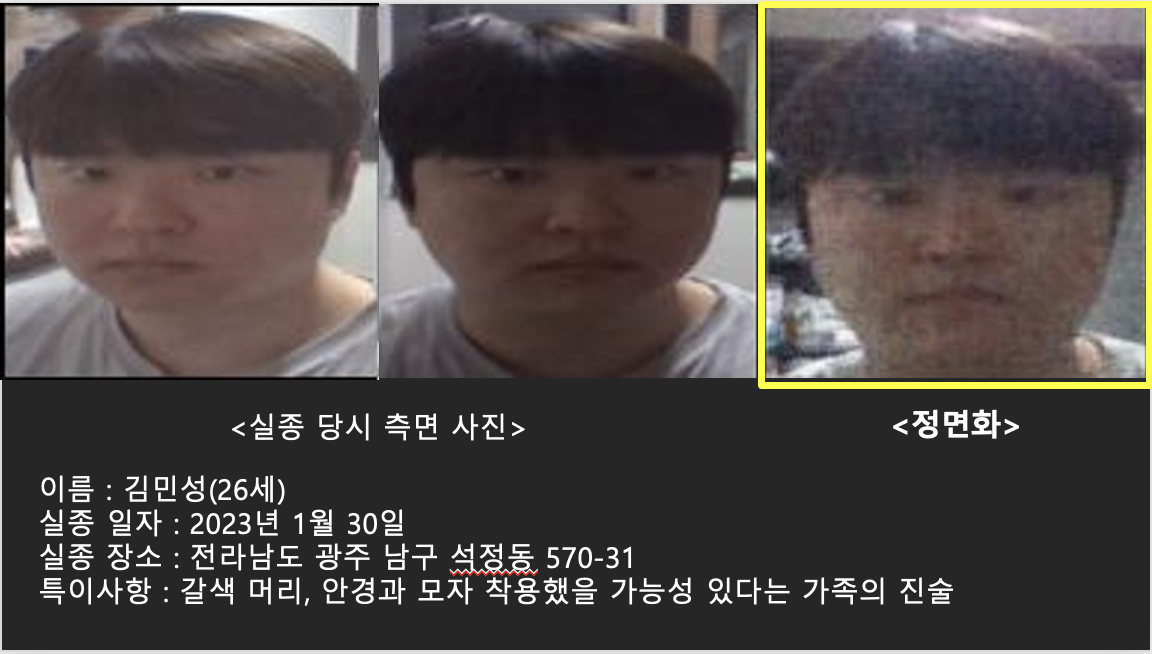 <실종 당시 측면 사진>
<정면화>
이름 : 김민성(26세)
실종 일자 : 2023년 1월 30일
실종 장소 : 전라남도 광주 남구 석정동 570-31
특이사항 : 갈색 머리, 안경과 모자 착용했을 가능성 있다는 가족의 진술